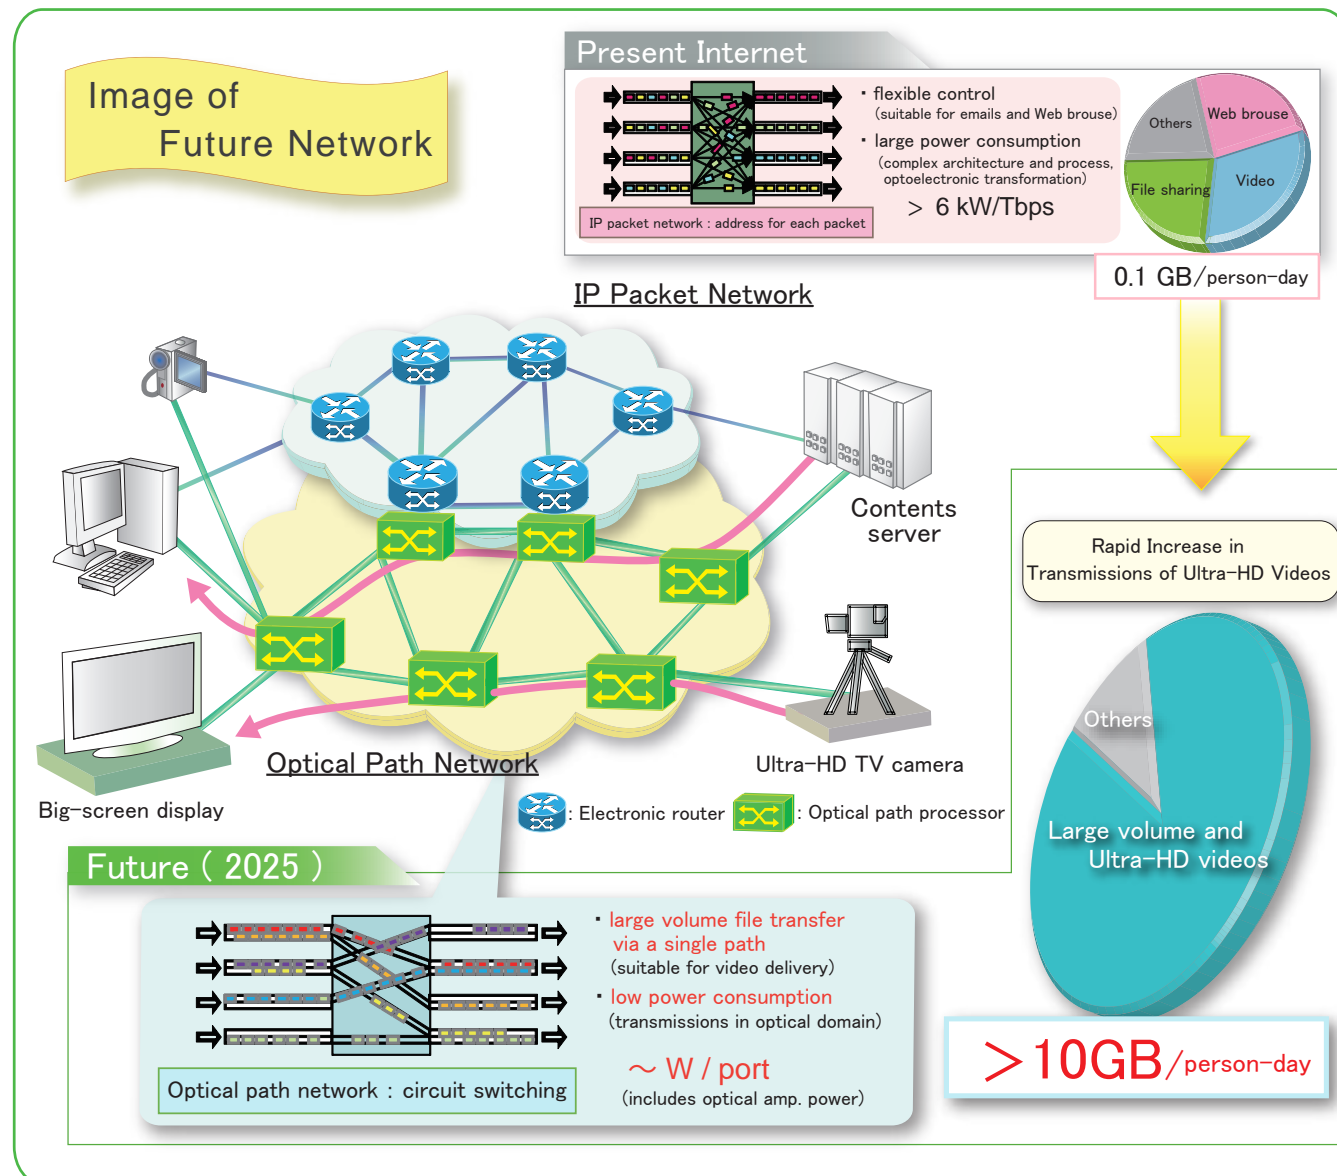 Image of
Future Network
Present Internet
・flexible control
(suitable for emails and Web brouse)
・large power consumption
(complex architecture and process,
optoelectronic transformation)
> 6 kW/Tbps
IP packet network : address for each packet
Others
Web brouse
File sharing
Video
0.1 GB/person-day
IP Packet Network
Contents
server
Rapid Increase in
Transmissions of Ultra-HD Videos
Others
Large volume and
Ultra-HD videos
>10GB/person-day
Optical Path Network
Ultra-HD TV camera
Big-screen display
: Electronic router
: Optical path processor
Future ( 2025 )
・large volume file transfer
via a single path
(suitable for video delivery)
・low power consumption
(transmissions in optical domain)
～ W / port
(includes optical amp. power)
Optical path network : circuit switching